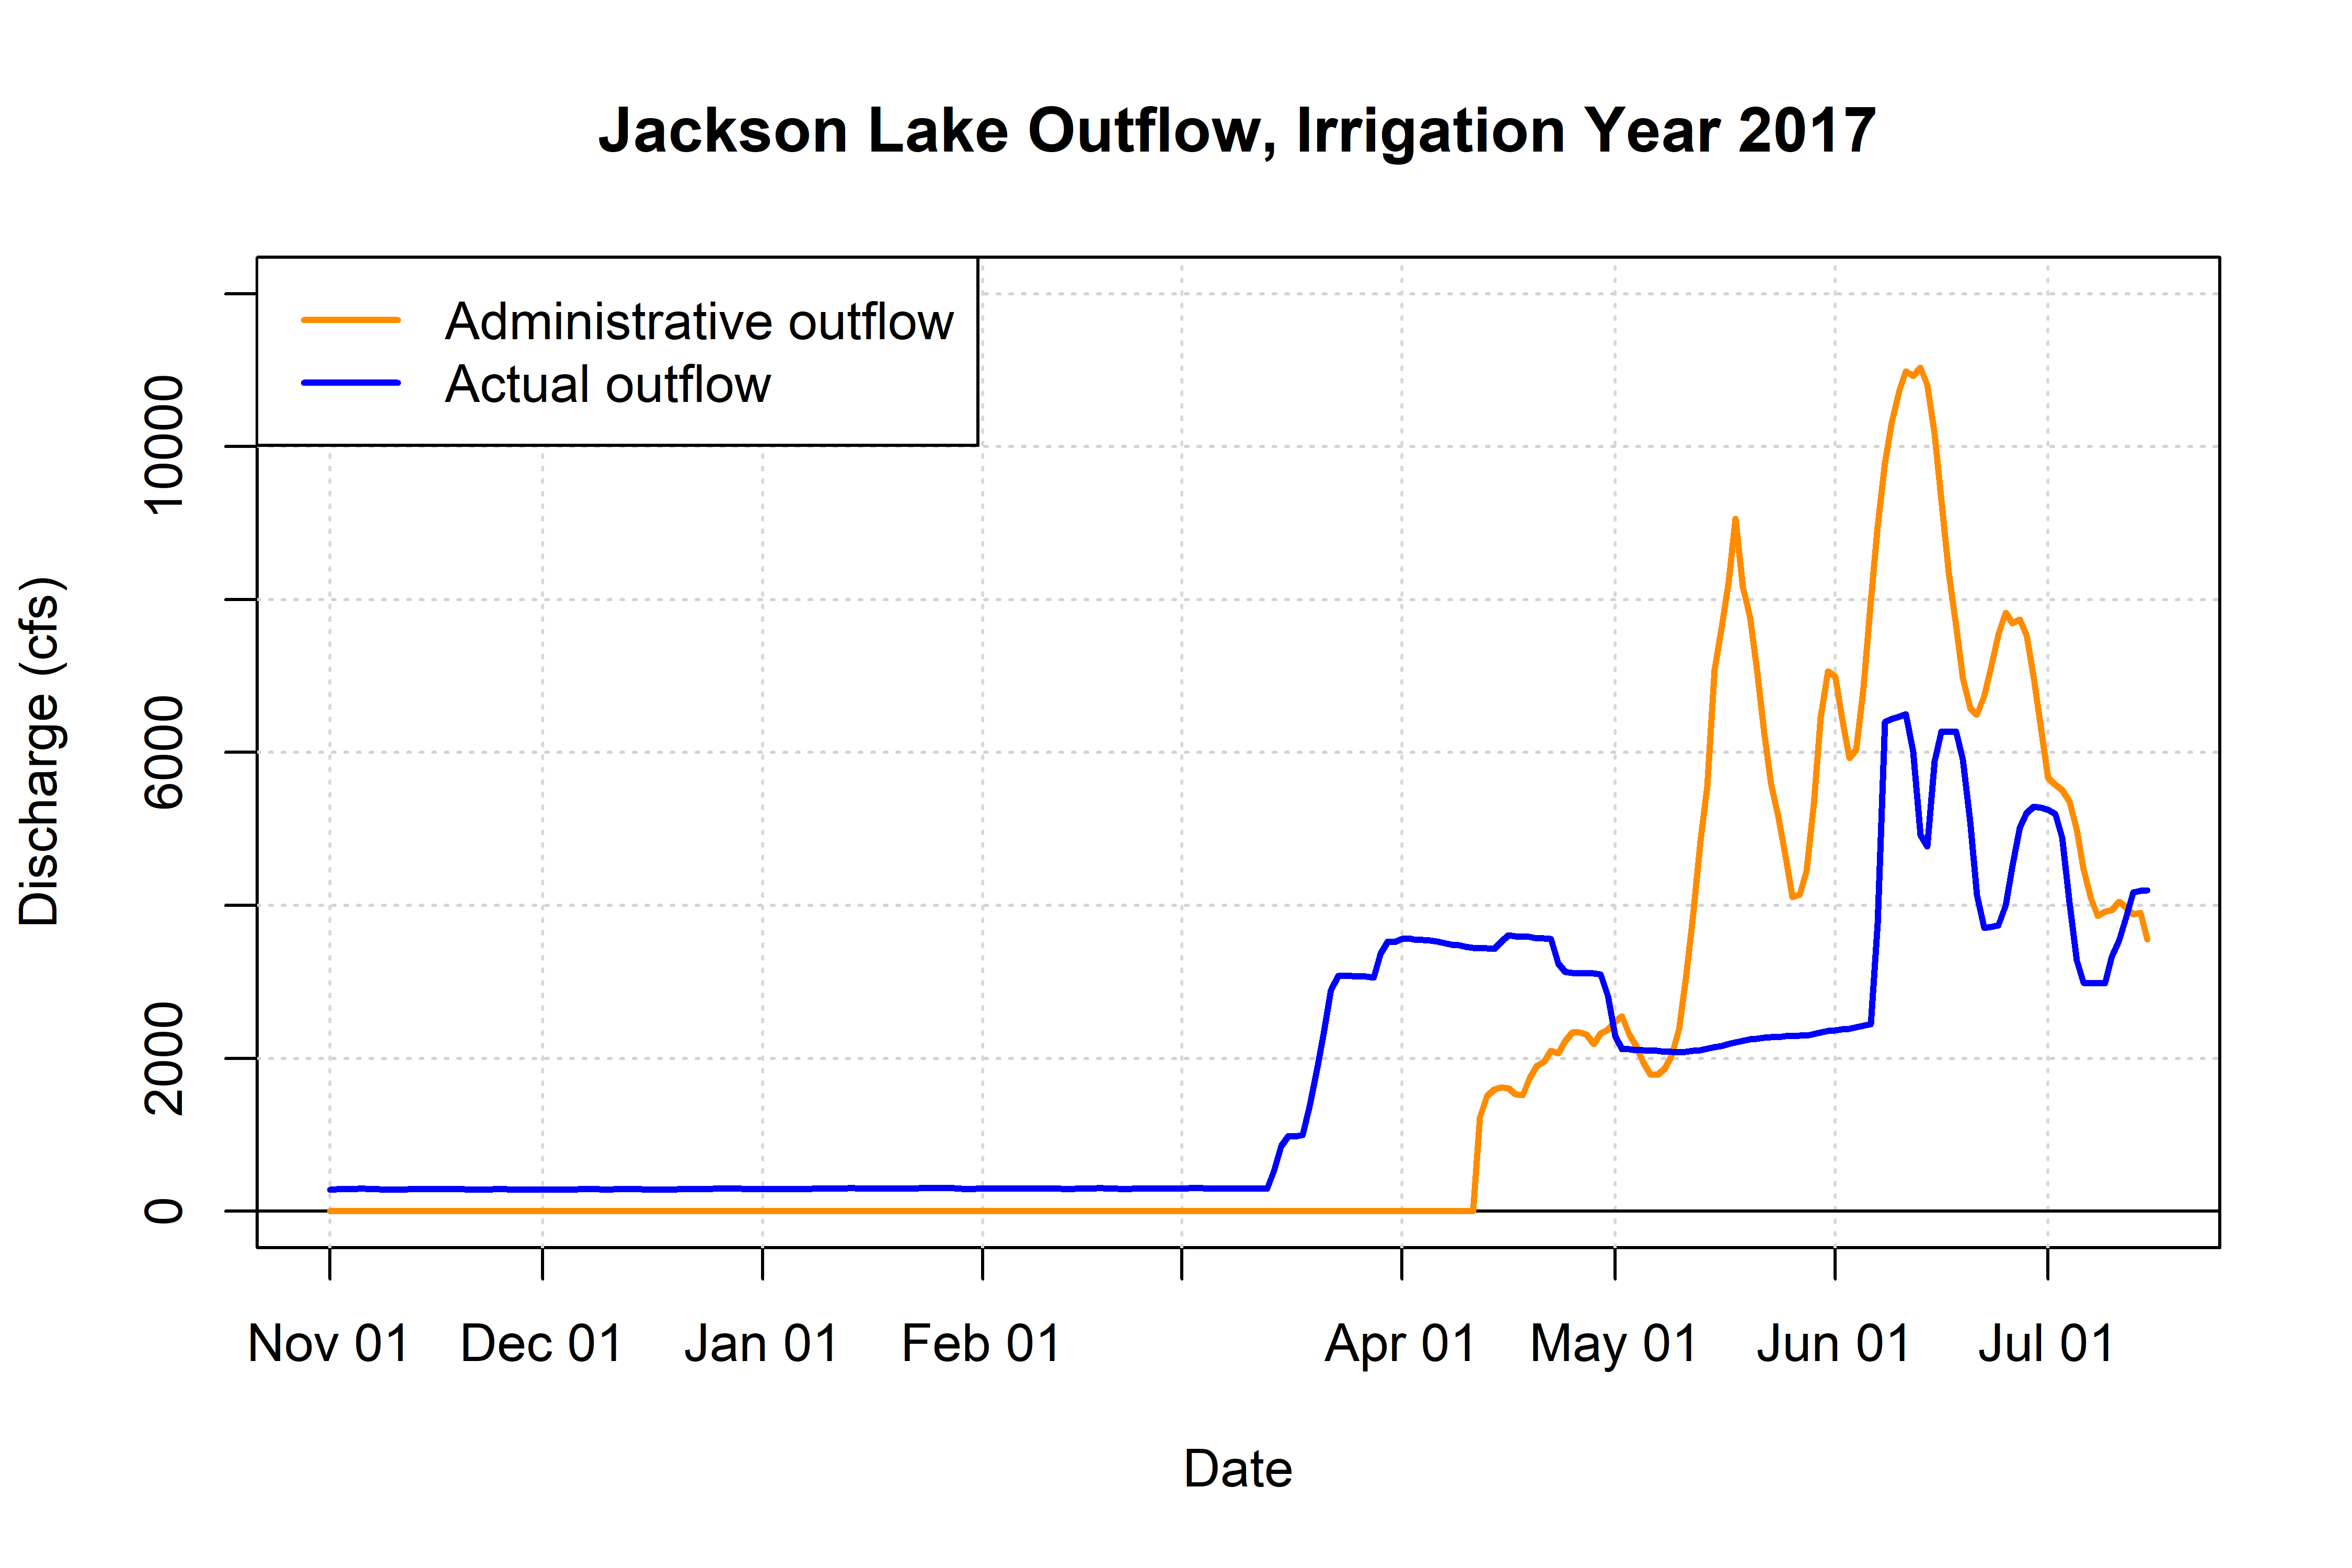 Jackson Lake Outflow, Irrigation Year 2017
Administrative outflow
Actual outflow
Discharge (cfs)
10000
6000
2000
0
Nov 01 Dec 01 Jan 01 Feb 01 Apr 01 May 01 Jun 01 Jul 01
Date